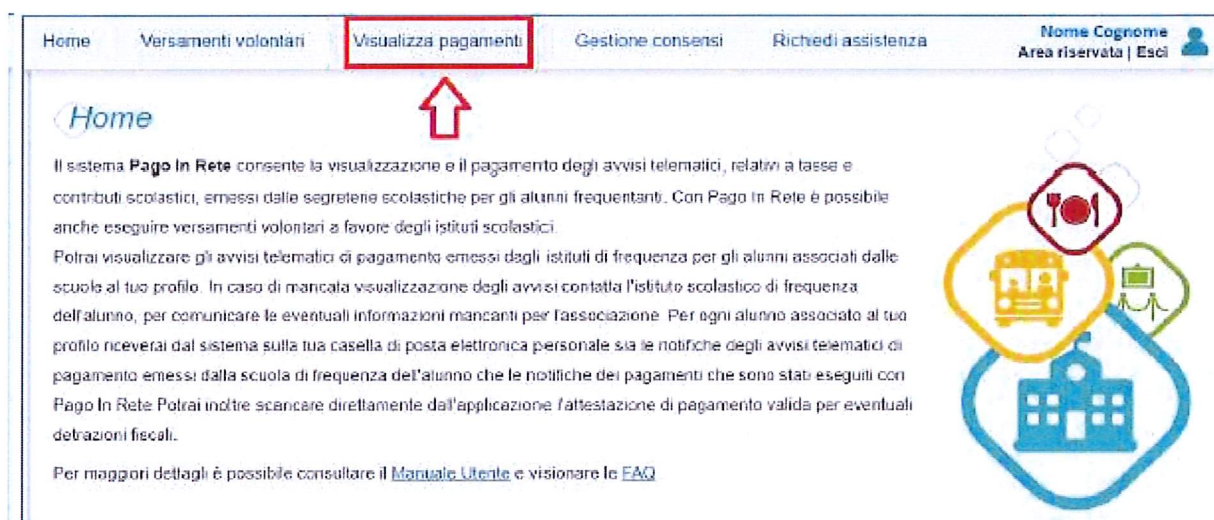 Home Versamenti volontari Visualizza pagamenti Gestione consensi Richiedi assistenza Nome Cognome
Area riservata | Esci
Home
Il sistema Pago In Rete consente la visualizzazione e il pagamento degli avvisi telematici, relativi a tasse e
contributi scolastici, emessi dalle segreterie scolastiche per gli alunni frequentanti. Con Pago In Rete è possibile
anche eseguire versamenti volontari a favore degli istituti scolastici.
Potrai visualizzare gli avvisi telematici di pagamento emessi dagli istituti di frequenza per gli alunni associati dalle
scuole al tuo profilo. In caso di mancata visualizzazione degli avvisi contatta l'istituto scolastico di frequenza
dell'alunno, per comunicare le eventuali informazioni mancanti per l'associazione. Per ogni alunno associato al tuo
profilo riceverai dal sistema sulla tua casella di posta elettronica personale sia le notifiche degli avvisi telematici di
pagamento emessi dalla scuola di frequenza dell'alunno che le notifiche dei pagamenti che sono stati eseguiti con
Pago In Rete Potrai inoltre scaricare direttamente dall'applicazione l'attestazione di pagamento valida per eventuali
detrazioni fiscali.
Per maggiori dettagli è possibile consultare il Manuale Utente e visionare le FAQ